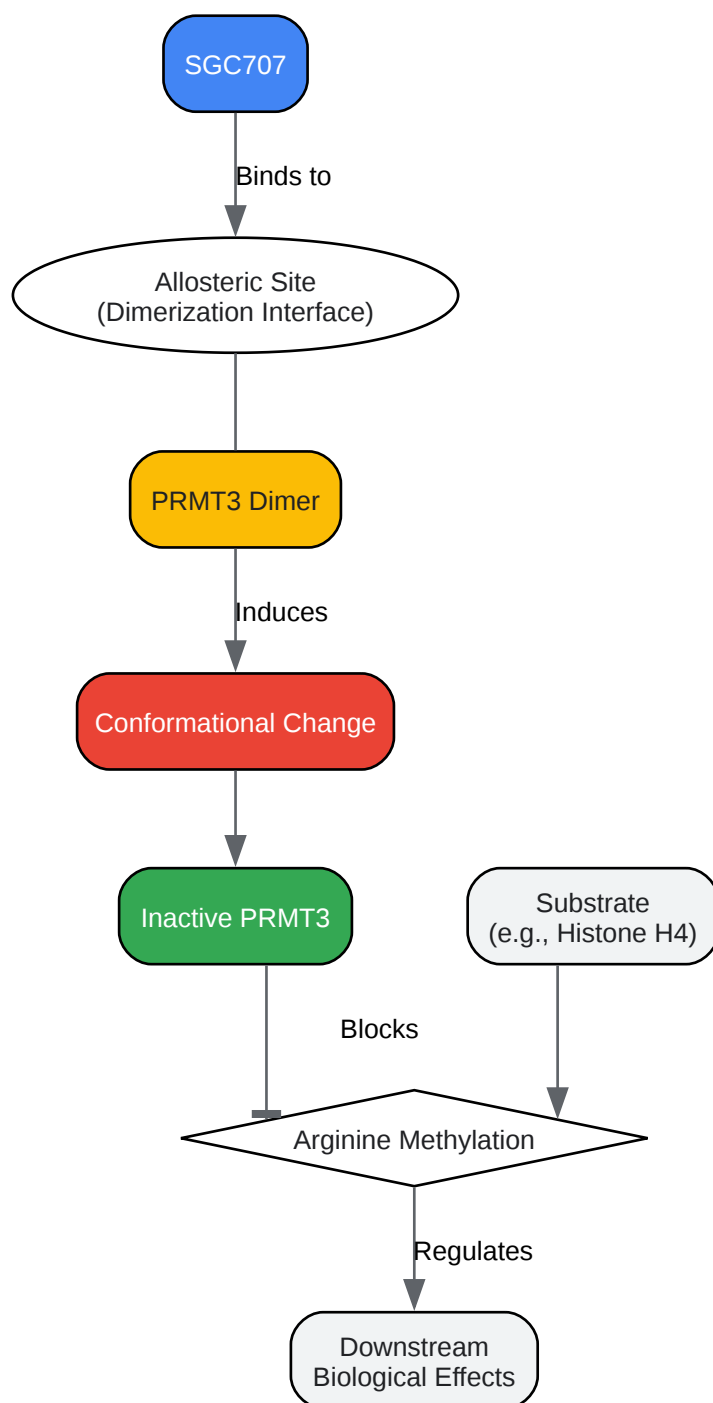 SGC707
Binds to
Allosteric Site
(Dimerization Interface)
PRMT3 Dimer
Induces
Conformational Change
Inactive PRMT3
Substrate
(e.g., Histone H4)
Blocks
Arginine Methylation
Regulates
Downstream
Biological Effects